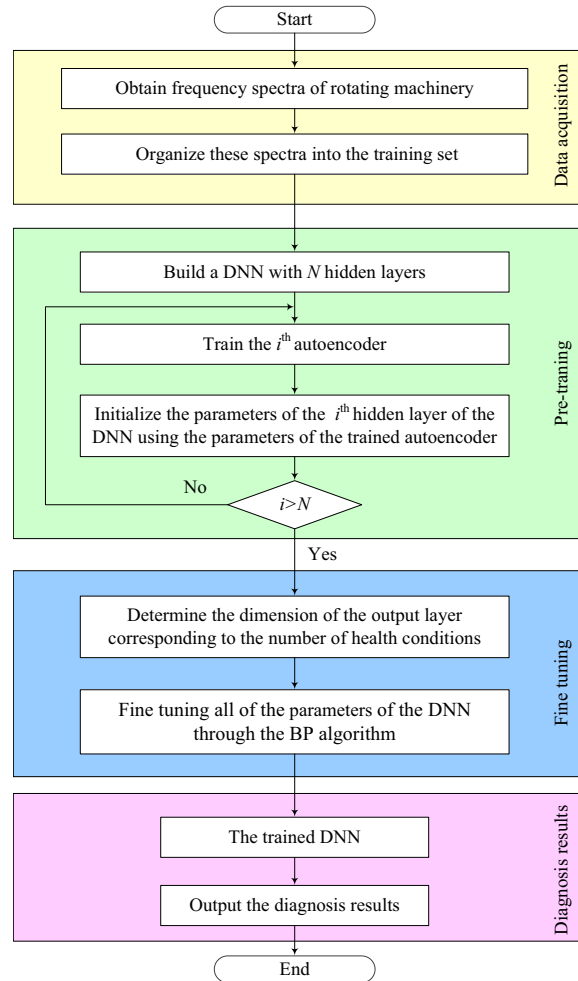 Start
Obtain frequency spectra of rotating machinery
Organize these spectra into the training set
Data acquisition
Build a DNN with N hidden layers
Train the i^th autoencoder
Initialize the parameters of the i^th hidden layer of the
DNN using the parameters of the trained autoencoder
No
i>N
Pre-traning
Yes
Determine the dimension of the output layer
corresponding to the number of health conditions
Fine tuning all of the parameters of the DNN
through the BP algorithm
Fine tuning
The trained DNN
Output the diagnosis results
Diagnosis results
End